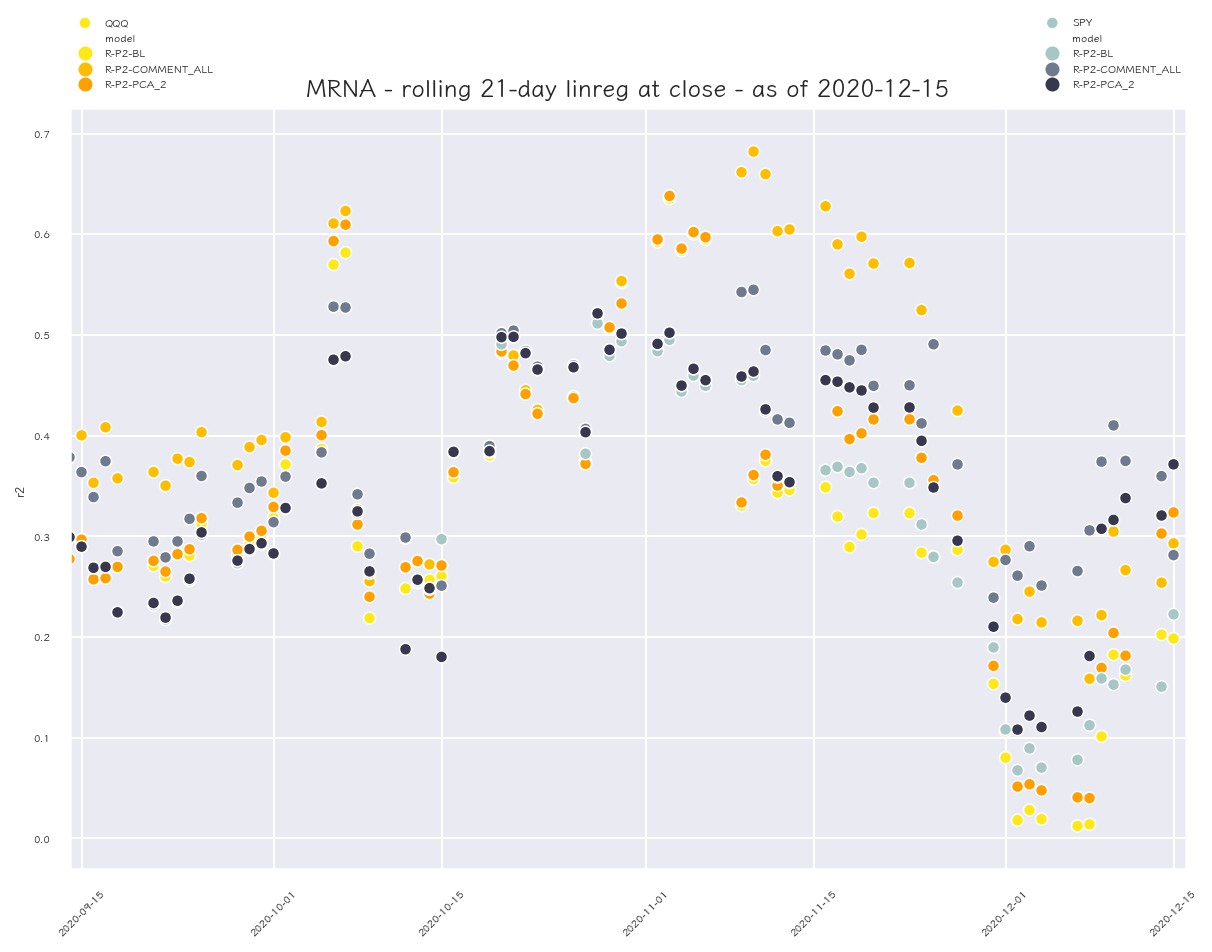 QQQ
model
R-P2-BL
R-P2-COMMENT_ALL
R-P2-PCA_2
SPY
model
R-P2-BL
R-P2-COMMENT_ALL
R-P2-PCA_2
MRNA - rolling 21-day linreg at close - as of 2020-12-15
0.7
0.6
0.5
0.4
0.3
0.2
0.1
0.0
r2
2020-09-15
2020-10-01
2020-10-15
2020-11-01
2020-11-15
2020-12-01
2020-12-15